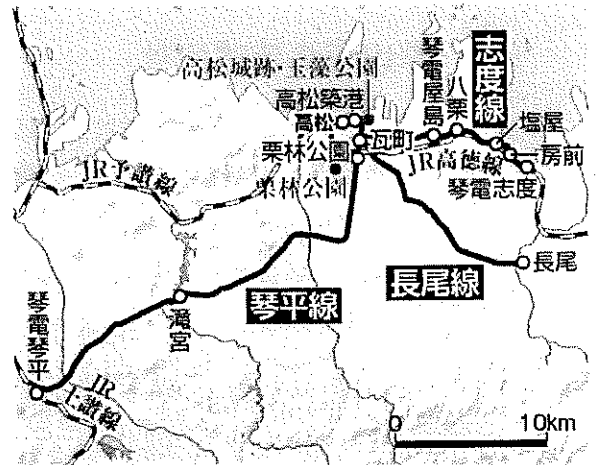 高松城跡・玉藻公園
高松築港
高松
瓦町
栗林公園
栗林公園
琴電屋島
八栗
志度線
塩屋
房前
琴電志度
JR高徳線
JR予讃線
長尾
長尾線
琴平線
滝宮
琴電琴平
JR
土讃線
0
10km